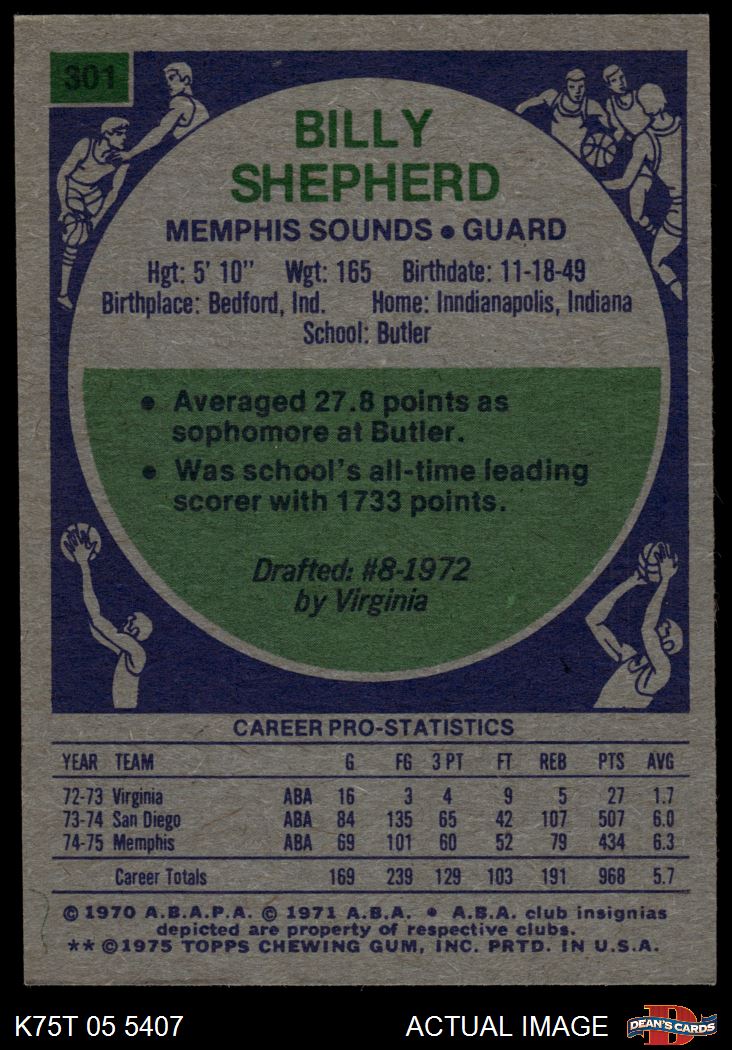 301
BILLY
SHEPHERD
MEMPHIS SOUNDS • GUARD
Hgt: 5' 10" Wgt: 165 Birthdate: 11-18-49
Birthplace: Bedford, Ind. Home: Inndianapolis, Indiana
School: Butler
• Averaged 27.8 points as
sophomore at Butler.
• Was school's all-time leading
scorer with 1733 points.
Drafted: #8-1972
by Virginia
CAREER PRO-STATISTICS
YEAR TEAM G FG 3 PT FT REB PTS AVG
72-73 Virginia ABA 16 3 4 9 5 27 1.7
73-74 San Diego ABA 84 135 65 42 107 507 6.0
74-75 Memphis ABA 69 101 60 52 79 434 6.3
Career Totals 169 239 129 103 191 968 5.7
© 1970 A.B.A.P.A. © 1971 A.B.A. • A.B.A. club insignias
depicted are property of respective clubs.
** ©1975 TOPPS CHEWING GUM, INC. PRTD. IN U.S.A.
K75T 05 5407 ACTUAL IMAGE D DEAN'S CARDS